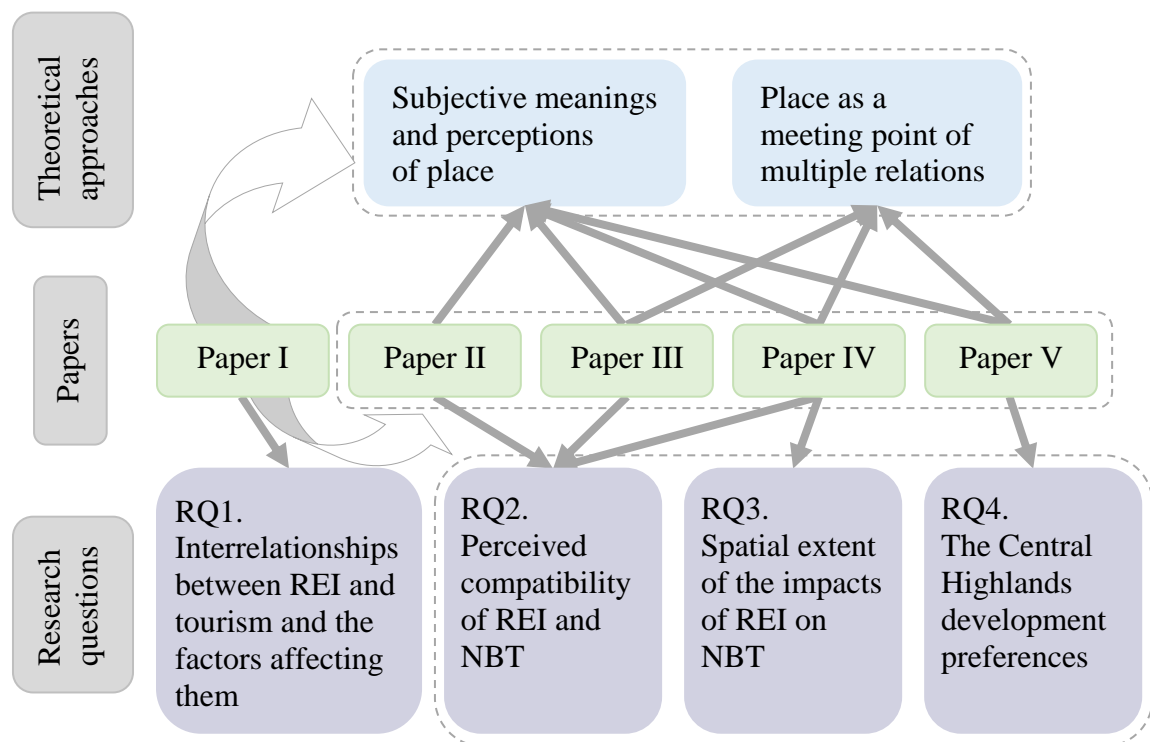 Theoretical
approaches
Subjective meanings
and perceptions
of place
Place as a
meeting point of
multiple relations
Papers
Paper I
Paper II
Paper III
Paper IV
Paper V
Research
questions
RQ1.
Interrelationships
between REI and
tourism and the
factors affecting
them
RQ2.
Perceived
compatibility
of REI and
NBT
RQ3.
Spatial extent
of the impacts
of REI on
NBT
RQ4.
The Central
Highlands
development
preferences